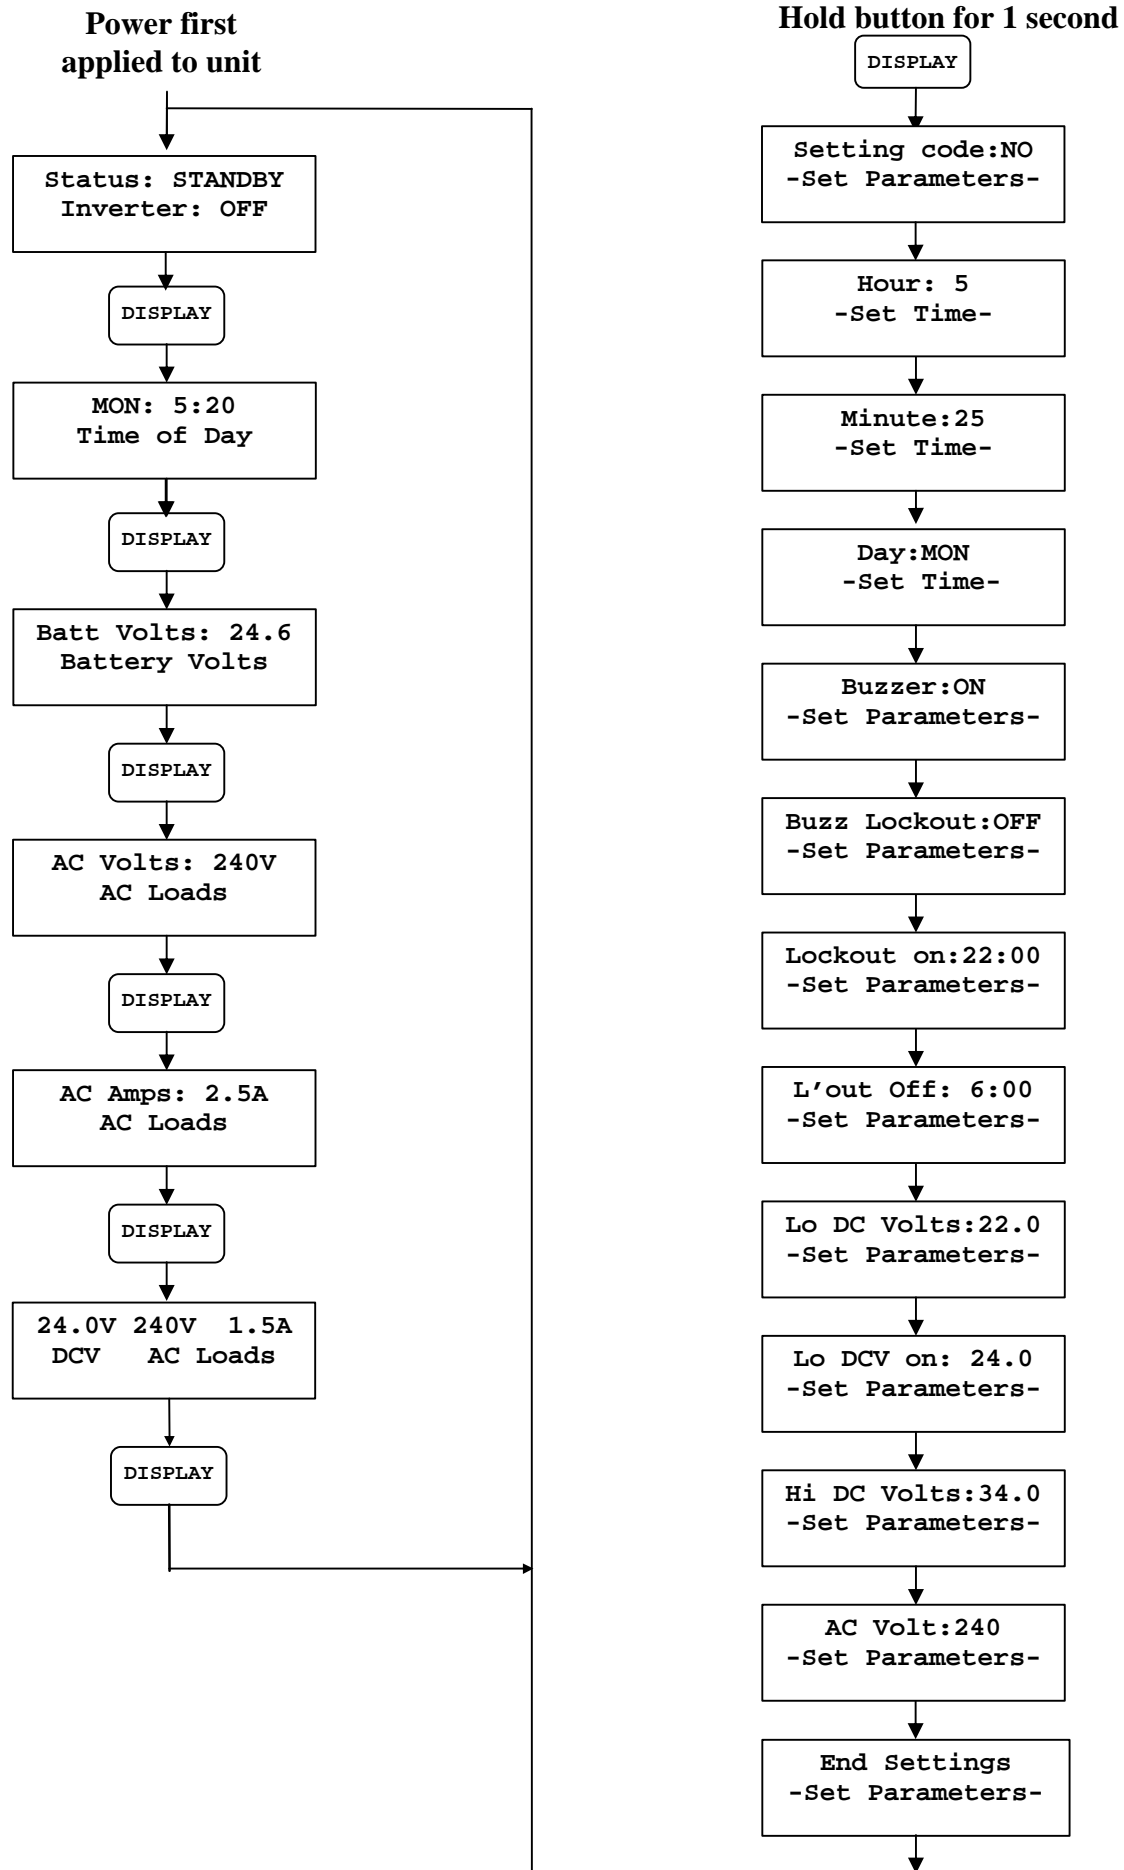 Power first
applied to unit
Status: STANDBY
Inverter: OFF
DISPLAY
MON: 5:20
Time of Day
DISPLAY
Batt Volts: 24.6
Battery Volts
DISPLAY
AC Volts: 240V
AC Loads
DISPLAY
AC Amps: 2.5A
AC Loads
DISPLAY
24.0V 240V 1.5A
DCV AC Loads
DISPLAY
Hold button for 1 second
DISPLAY
Setting code:NO
-Set Parameters-
Hour: 5
-Set Time-
Minute:25
-Set Time-
Day:MON
-Set Time-
Buzzer:ON
-Set Parameters-
Buzz Lockout:OFF
-Set Parameters-
Lockout on:22:00
-Set Parameters-
L’out Off: 6:00
-Set Parameters-
Lo DC Volts:22.0
-Set Parameters-
Lo DCV on: 24.0
-Set Parameters-
Hi DC Volts:34.0
-Set Parameters-
AC Volt:240
-Set Parameters-
End Settings
-Set Parameters-